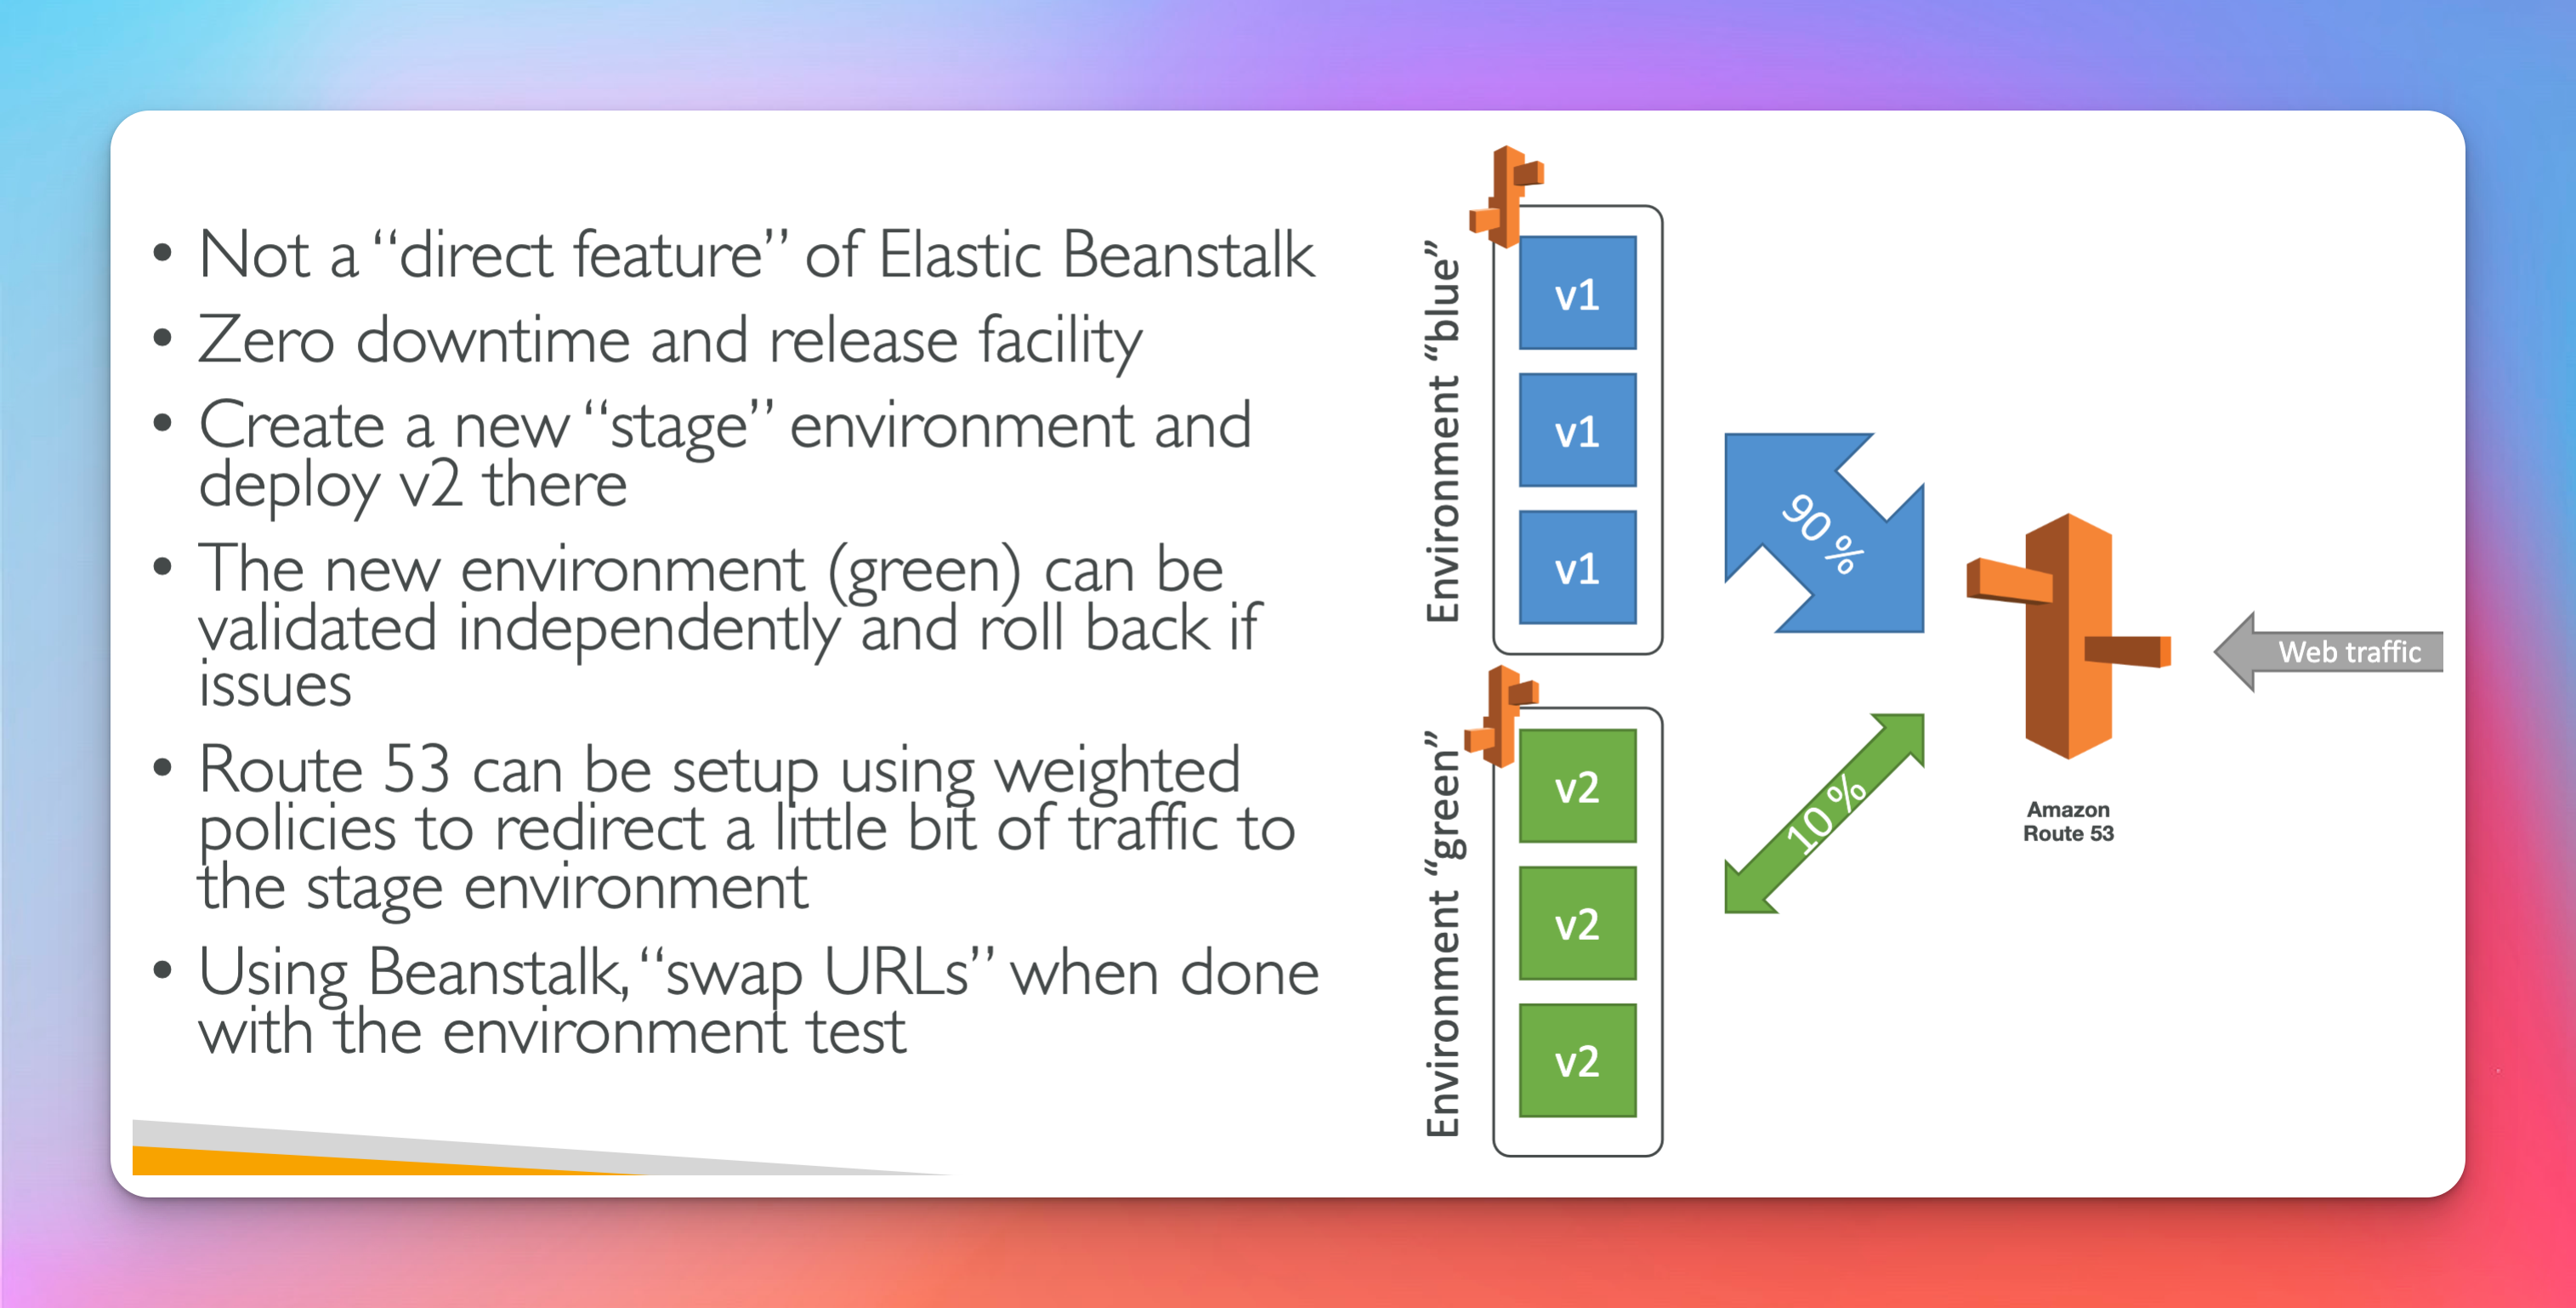 • Not a “direct feature” of Elastic Beanstalk
• Zero downtime and release facility
• Create a new “stage” environment and
deploy v2 there
• The new environment (green) can be
validated independently and roll back if
issues
• Route 53 can be setup using weighted
policies to redirect a little bit of traffic to
the stage environment
• Using Beanstalk, “swap URLs” when done
with the environment test
Environment “blue”
v1
v1
v1
Environment “green”
v2
v2
v2
90 %
10 %
Amazon
Route 53
Web traffic